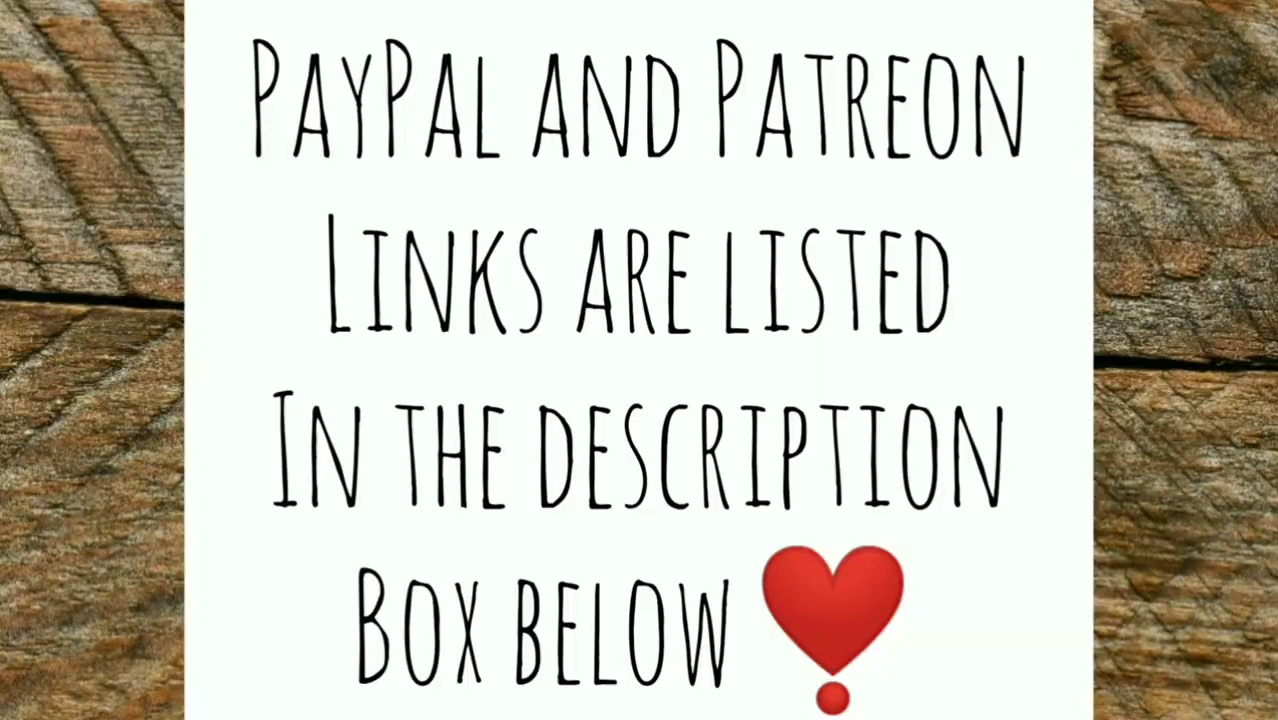 PayPal and Patreon
Links are listed
In the description
Box below ❣️